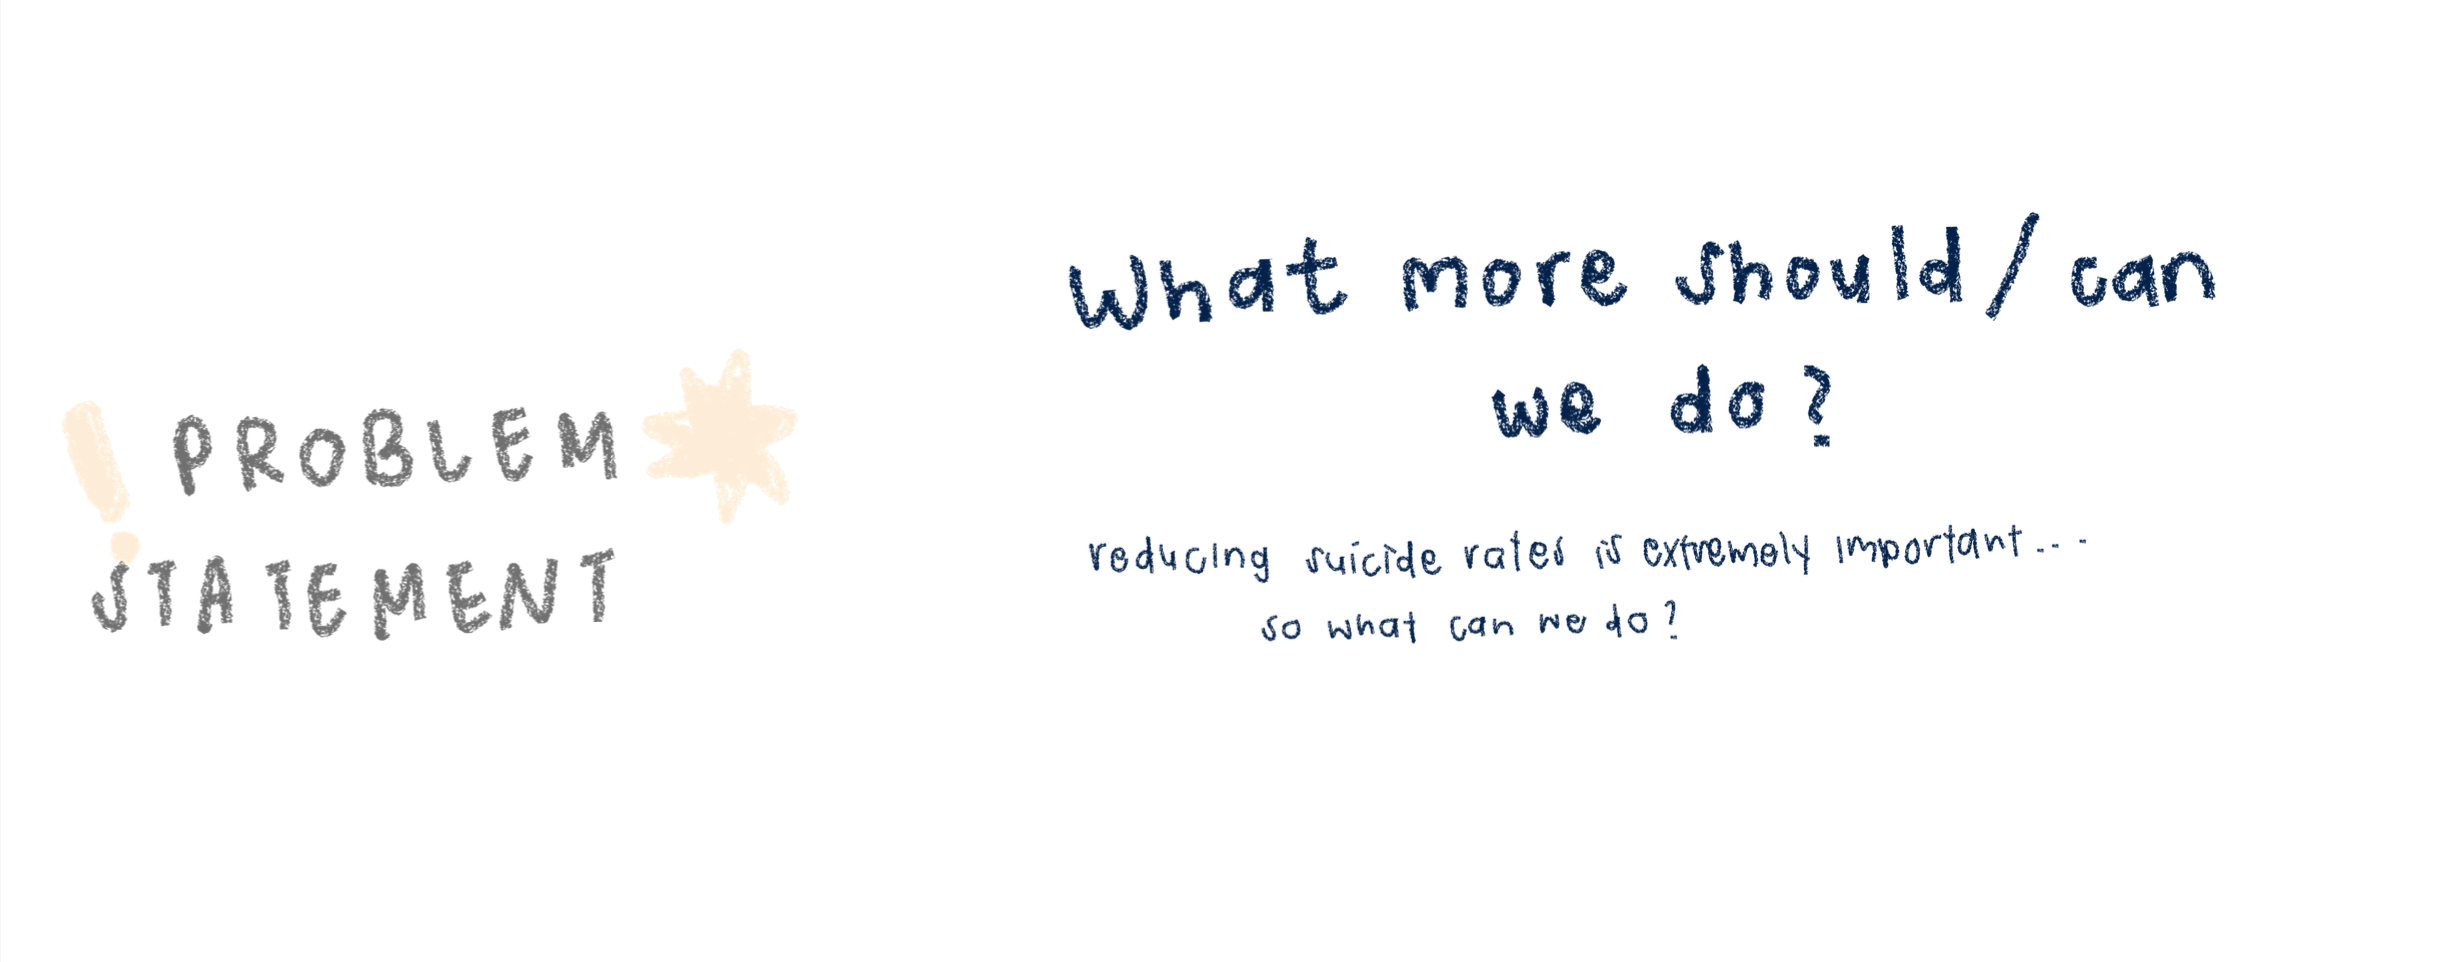 PROBLEM
STATEMENT
What more should/can
we do?
reducing suicide rates is extremely important...
so what can we do?